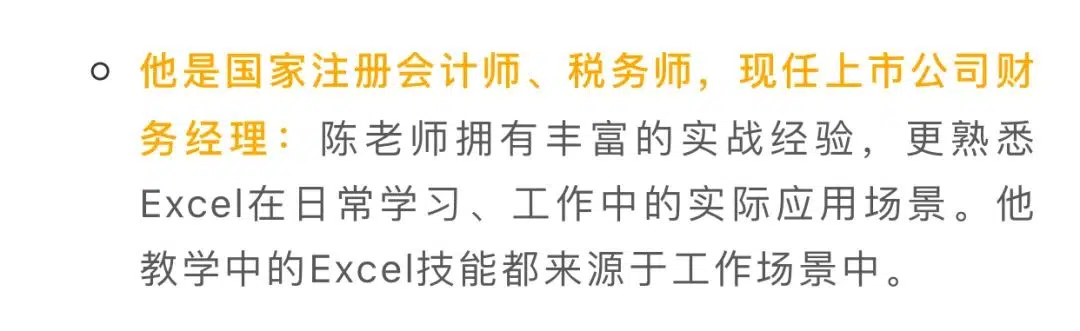 他是国家注册会计师、税务师，现任上市公司财
务经理：陈老师拥有丰富的实战经验，更熟悉
Excel在日常学习、工作中的实际应用场景。他
教学中的Excel技能都来源于工作场景中。